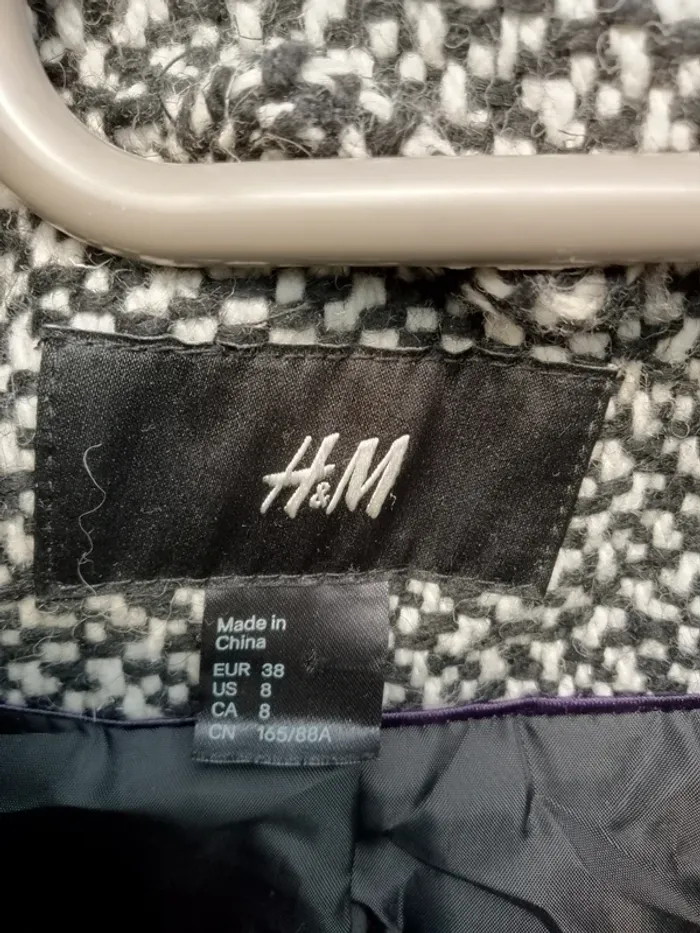 H&M
Made in
China
EUR 38
US 8
CA 8
CN 165/88A